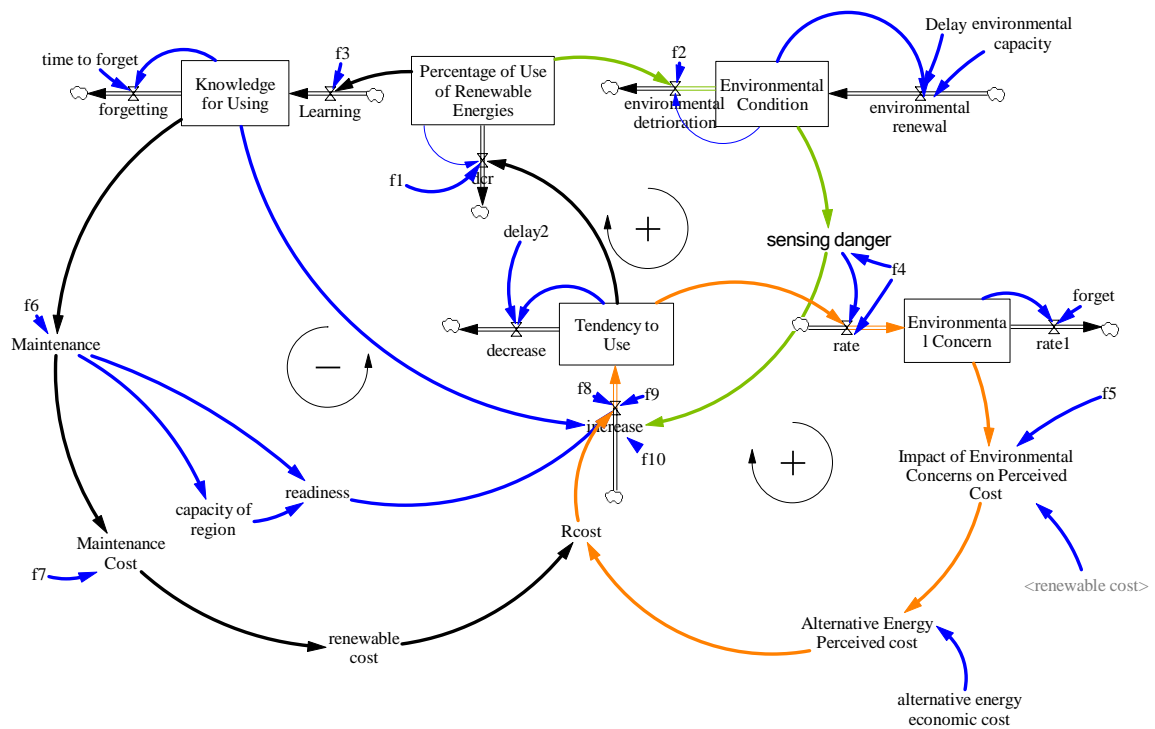 Delay environmental
capacity
time to forget
f3
f2
Knowledge
for Using
Percentage of Use
of Renewable
Energies
Environmental
Condition
forgetting
Learning
environmental
detrioration
environmental
renewal
f1
dcr
+
delay2
sensing danger
f4
f6
Maintenance
−
decrease
Tendency to
Use
rate
Environmenta
l Concern
forget
rate1
f8
f9
increase
f10
f5
Impact of Environmental
Concerns on Perceived
Cost
+
readiness
capacity of
region
Maintenance
Cost
f7
Rcost
<renewable cost>
renewable
cost
Alternative Energy
Perceived cost
alternative energy
economic cost